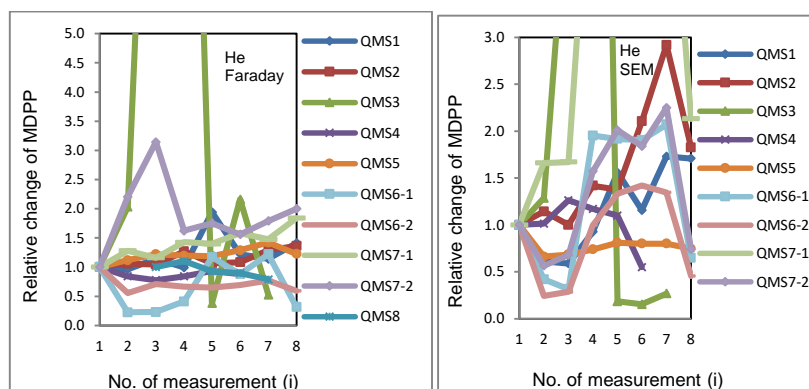 He
Faraday
Relative change of MDPP
5.0
4.5
4.0
3.5
3.0
2.5
2.0
1.5
1.0
0.5
0.0
1 2 3 4 5 6 7 8
No. of measurement (i)
QMS1
QMS2
QMS3
QMS4
QMS5
QMS6-1
QMS6-2
QMS7-1
QMS7-2
QMS8
He
SEM
Relative change of MDPP
3.0
2.5
2.0
1.5
1.0
0.5
0.0
1 2 3 4 5 6 7 8
No. of measurement (i)
QMS1
QMS2
QMS3
QMS4
QMS5
QMS6-1
QMS6-2
QMS7-1
QMS7-2